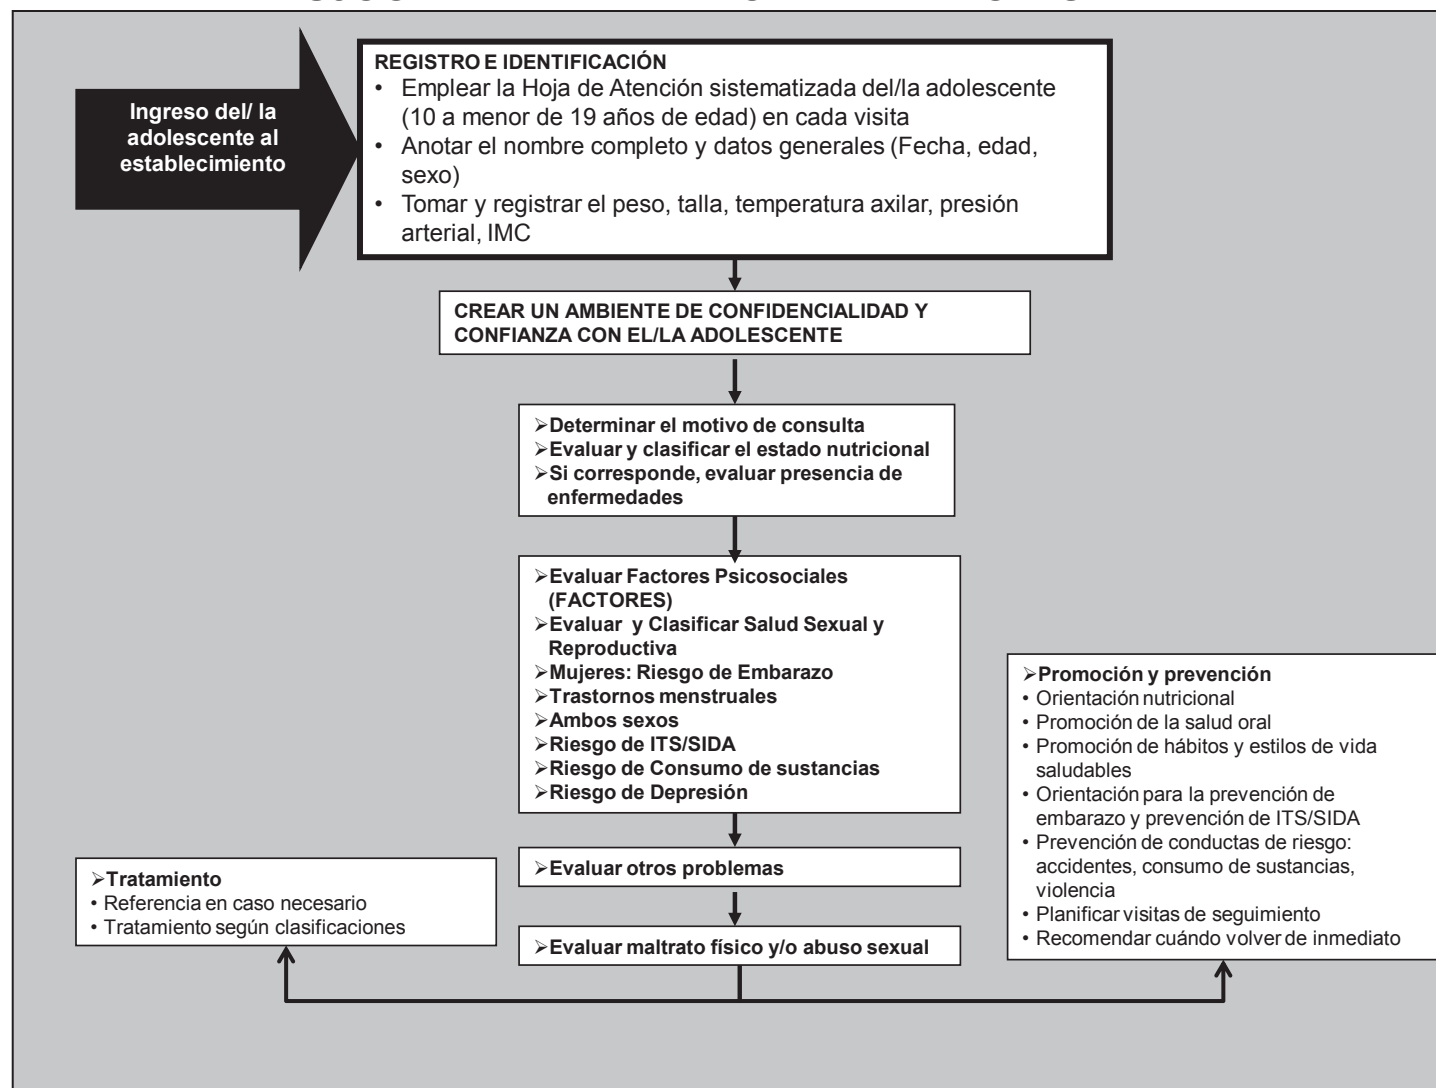 Ingreso del/ la
adolescente al
establecimiento
REGISTRO E IDENTIFICACIÓN
• Emplear la Hoja de Atención sistematizada del/la adolescente
(10 a menor de 19 años de edad) en cada visita
• Anotar el nombre completo y datos generales (Fecha, edad,
sexo)
• Tomar y registrar el peso, talla, temperatura axilar, presión
arterial, IMC
CREAR UN AMBIENTE DE CONFIDENCIALIDAD Y
CONFIANZA CON EL/LA ADOLESCENTE
➢Determinar el motivo de consulta
➢Evaluar y clasificar el estado nutricional
➢Si corresponde, evaluar presencia de
enfermedades
➢Evaluar Factores Psicosociales
(FACTORES)
➢Evaluar y Clasificar Salud Sexual y
Reproductiva
➢Mujeres: Riesgo de Embarazo
➢Trastornos menstruales
➢Ambos sexos
➢Riesgo de ITS/SIDA
➢Riesgo de Consumo de sustancias
➢Riesgo de Depresión
➢Evaluar otros problemas
➢Evaluar maltrato físico y/o abuso sexual
➢Tratamiento
• Referencia en caso necesario
• Tratamiento según clasificaciones
➢Promoción y prevención
• Orientación nutricional
• Promoción de la salud oral
• Promoción de hábitos y estilos de vida
saludables
• Orientación para la prevención de
embarazo y prevención de ITS/SIDA
• Prevención de conductas de riesgo:
accidentes, consumo de sustancias,
violencia
• Planificar visitas de seguimiento
• Recomendar cuándo volver de inmediato